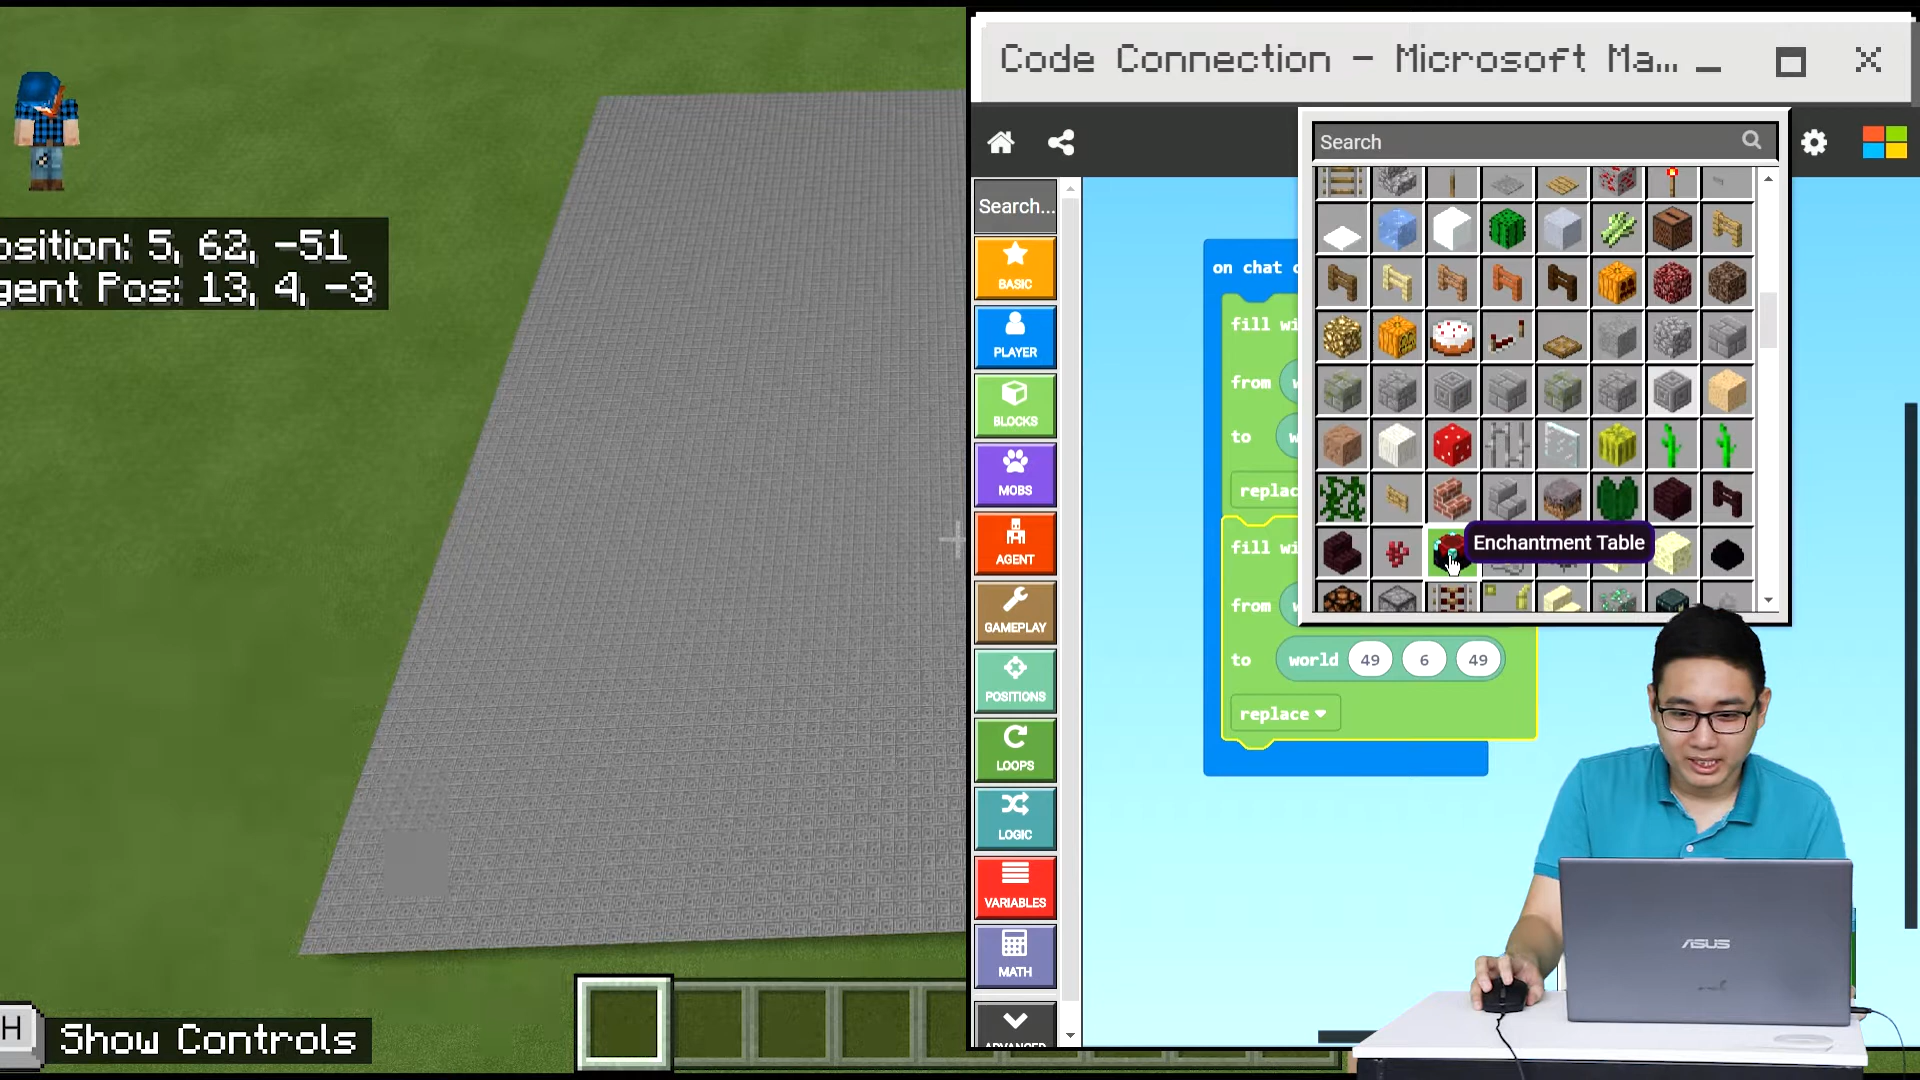 Code Connection - Microsoft Ma...
Search
osition: 5, 62, -51
gent Pos: 13, 4, -3
Search...
BASIC
PLAYER
BLOCKS
MOBS
AGENT
GAMEPLAY
POSITIONS
LOOPS
LOGIC
VARIABLES
MATH
on chat
fill wi
from
to
replac
fill wi
from
to world 49 6 49
replace
Enchantment Table
H Show Controls
ASUS